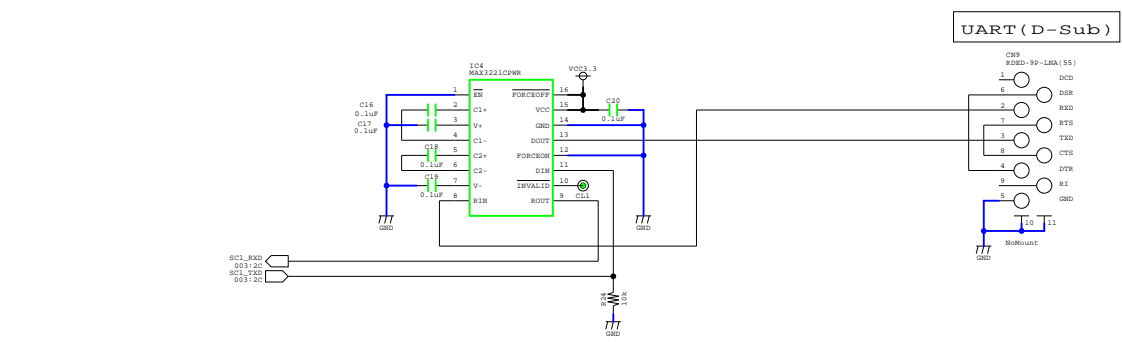 UART(D-Sub)
CN9
RDED-9P-LNA(55)
IC4
MAX3221CPWR
VCC3.3
1 EN FORCEOFF 16
2 C1+ VCC 15
3 V+ GND 14
4 C1- DOUT 13
5 C2+ FORCEON 12
6 C2- DIN 11
7 V- INVALID 10
8 RIN ROUT 9
C16
0.1uF
C17
0.1uF
C18
0.1uF
C19
0.1uF
C20
0.1uF
CL1
GND
GND
1 DCD
6 DSR
2 RXD
7 RTS
3 TXD
8 CTS
4 DTR
9 RI
5 GND
10 11
NoMount
GND
SCI_RXD
003:2C
SCI_TXD
003:2C
R24
10k
GND